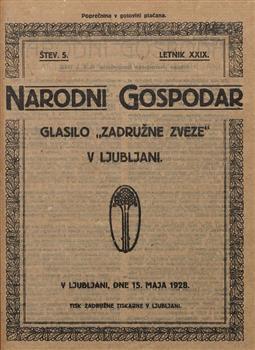 Poprečnina v gotovini plačana.
ŠTEV. 5. LETNIK XXIX.
NARODNI GOSPODAR
GLASILO „ZADRUŽNE ZVEZE"
V LJUBLJANI.
V LJUBLJANI, DNE 15. MAJA 1928.
TISK ZADRUŽNE TISKARNE V LJUBLJANI.